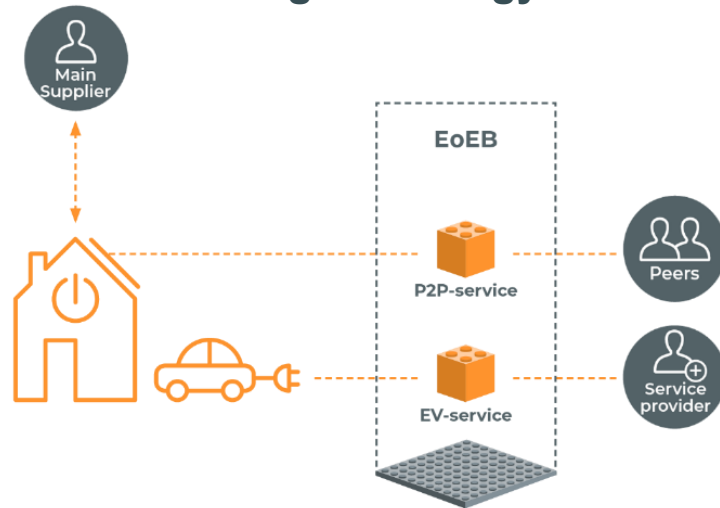 Main
Supplier
EoEB
P2P-service
Peers
EV-service
Service
provider